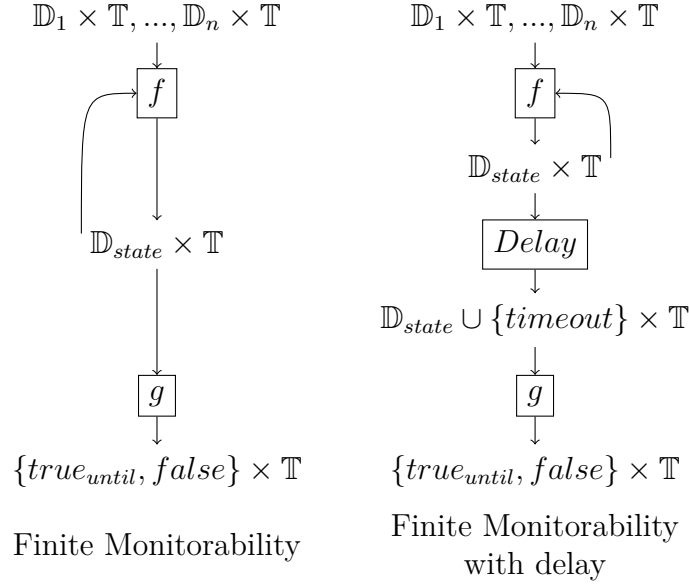 𝔻₁ × 𝕋, ..., 𝔻ₙ × 𝕋
f
𝔻_state × 𝕋
g
{true_until, false} × 𝕋
Finite Monitorability
𝔻₁ × 𝕋, ..., 𝔻ₙ × 𝕋
f
𝔻_state × 𝕋
Delay
𝔻_state ∪ {timeout} × 𝕋
g
{true_until, false} × 𝕋
Finite Monitorability
with delay